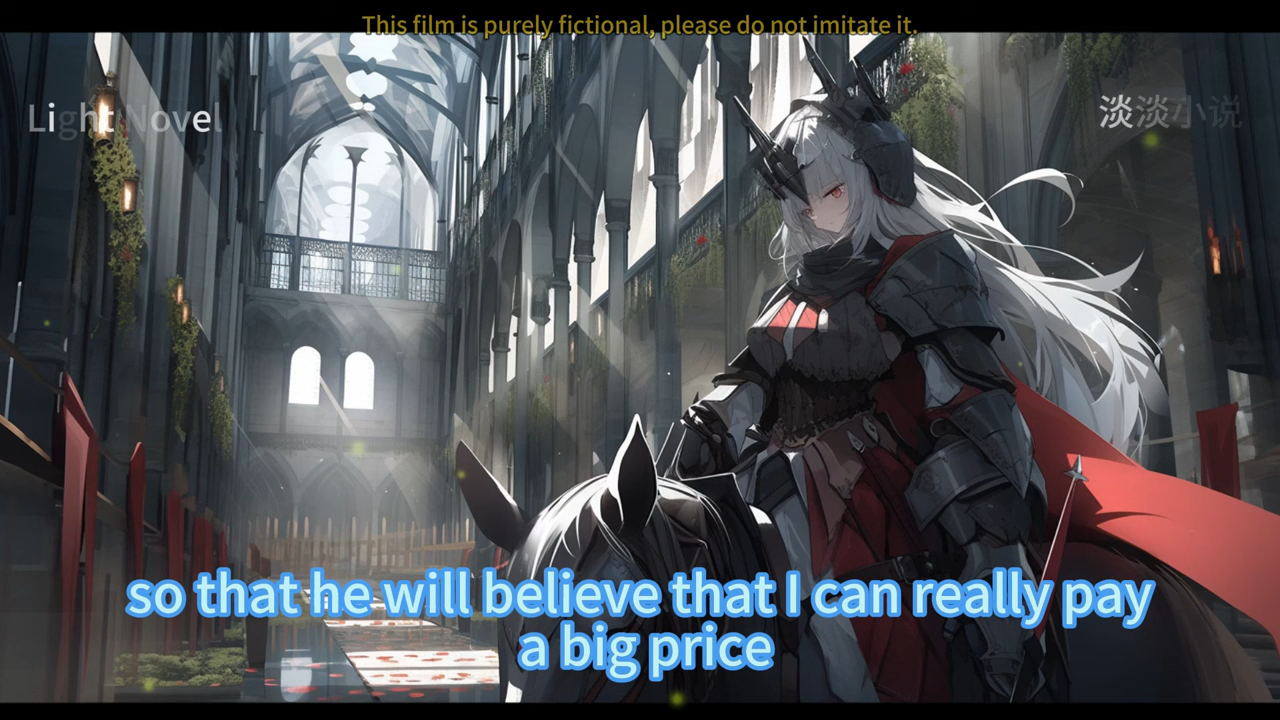 This film is purely fictional, please do not imitate it.
Light Novel
淡淡小说
so that he will believe that I can really pay
a big price